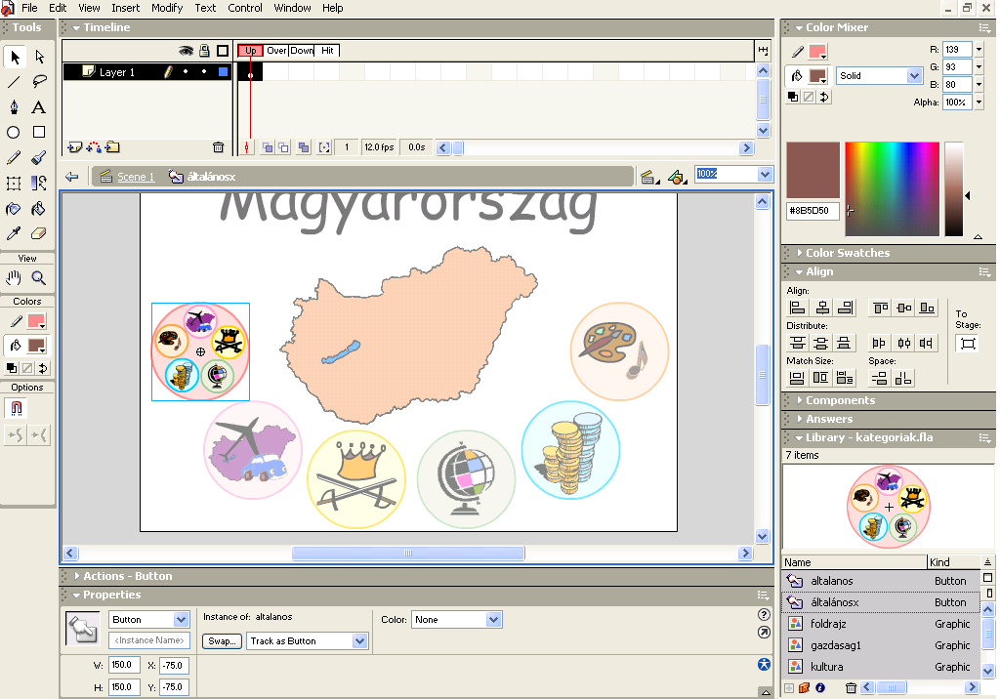 File Edit View Insert Modify Text Control Window Help
Tools
Timeline
Up Over Down Hit
Layer 1
1 12.0 fps 0.0s
Scene 1 általánosx
100%
View
Colors
Options
Magyarország
Color Mixer
R: 139
Solid
G: 93
B: 80
Alpha: 100%
#8B5D50
Color Swatches
Align
Align:
To
Stage:
Distribute:
Match Size: Space:
Components
Answers
Library - kategoriak.fla
7 items
Name Kind
altalanos Button
általánosx Button
foldrajz Graphic
gazdasag1 Graphic
kultura Graphic
Actions - Button
Properties
Button
Instance of: altalanos
Color: None
<Instance Name>
Swap...
Track as Button
W: 150.0 X: -75.0
H: 150.0 Y: -75.0